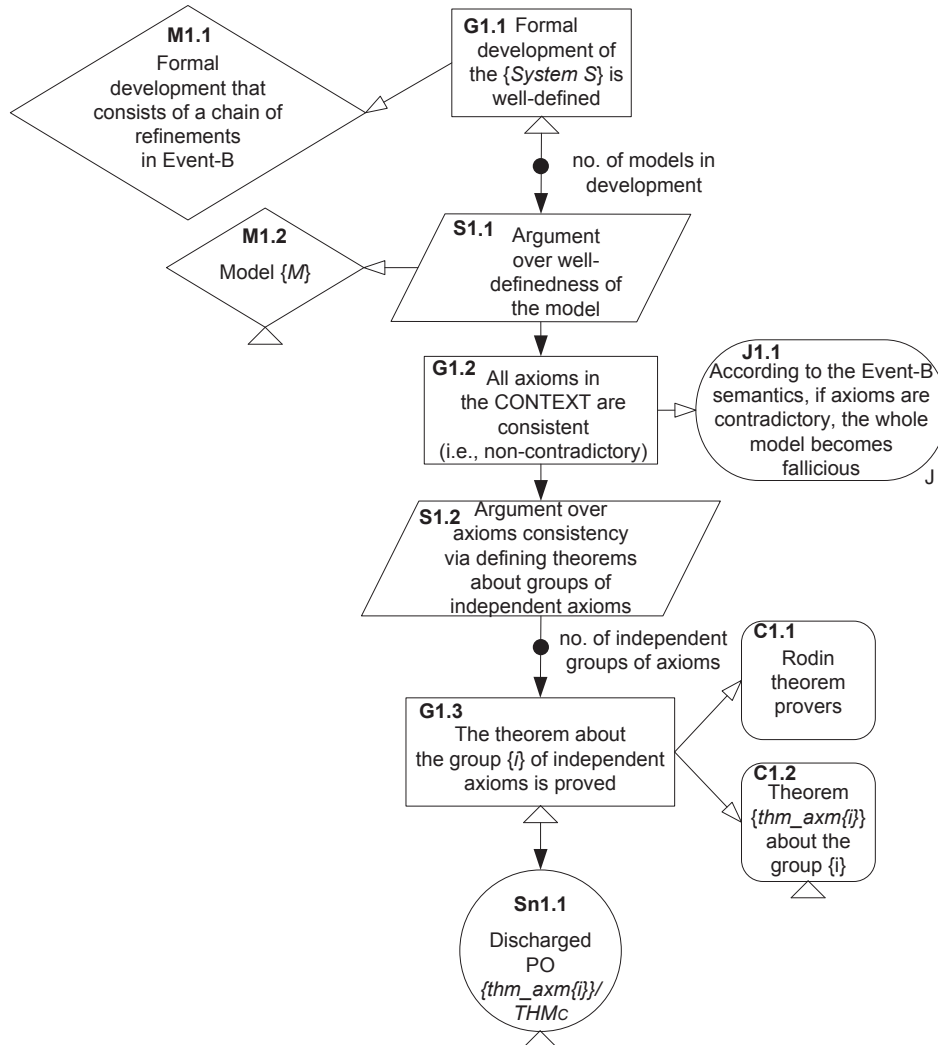 M1.1
Formal
development that
consists of a chain of
refinements
in Event-B
G1.1 Formal
development of
the {System S} is
well-defined
no. of models in
development
M1.2
Model {M}
S1.1
Argument
over well-
definedness of
the model
G1.2
All axioms in
the CONTEXT are
consistent
(i.e., non-contradictory)
J1.1
According to the Event-B
semantics, if axioms are
contradictory, the whole
model becomes
fallicious
J
S1.2
Argument over
axioms consistency
via defining theorems
about groups of
independent axioms
no. of independent
groups of axioms
G1.3
The theorem about
the group {i} of independent
axioms is proved
C1.1
Rodin
theorem
provers
C1.2
Theorem
{thm_axm{i}}
about the
group {i}
Sn1.1
Discharged
PO
{thm_axm{i}}/
THMc